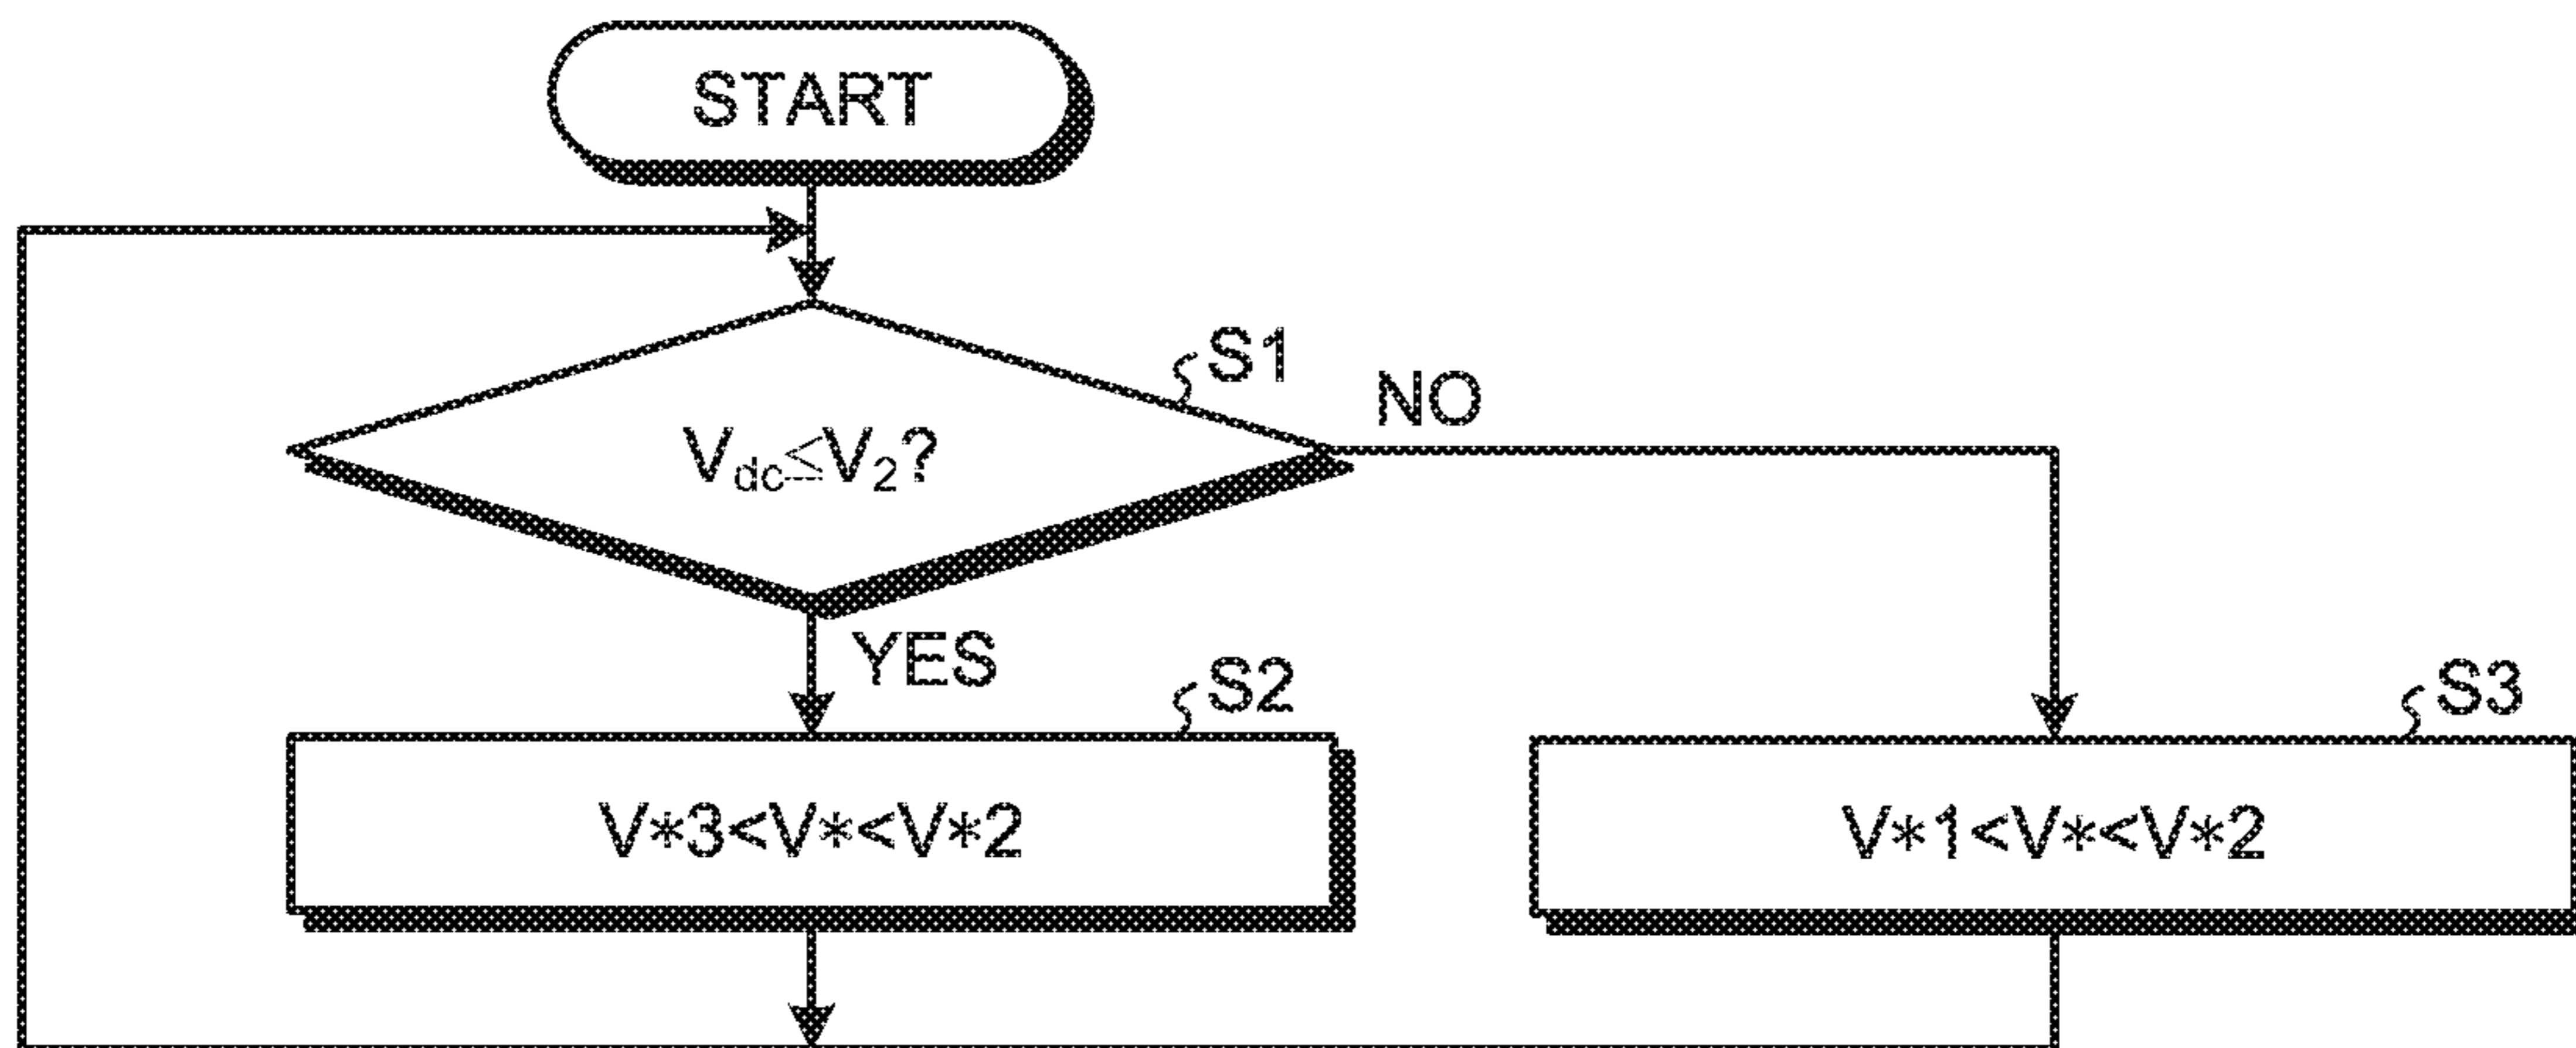 START
S1
NO
Vdc≦V2?
YES
S2
S3
V*3<V*<V*2
V*1<V*<V*2